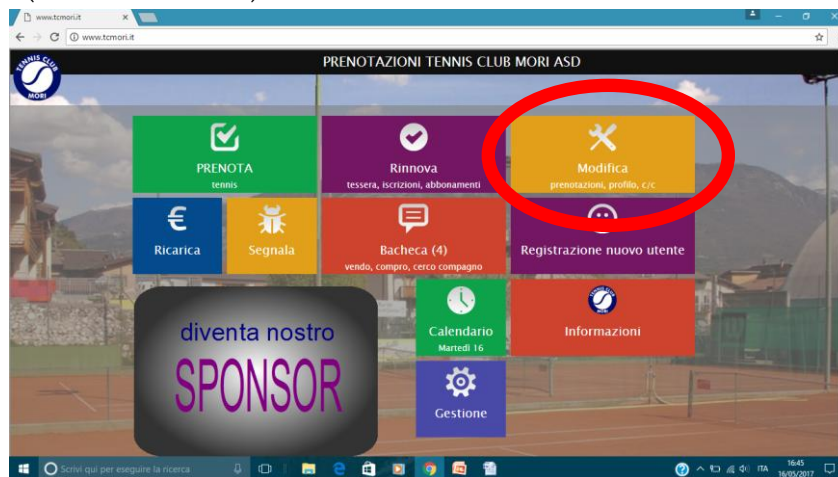 www.tcmori.it
www.tcmori.it
PRENOTAZIONI TENNIS CLUB MORI ASD
TENNIS CLUB
MORI
PRENOTA
tennis
Rinnova
tessera, iscrizioni, abbonamenti
Modifica
prenotazioni, profilo, c/c
Ricarica
Segnala
Bacheca (4)
vendo, compro, cerco compagno
Registrazione nuovo utente
diventa nostro
SPONSOR
Calendario
Martedì 16
Informazioni
Gestione
Scrivi qui per eseguire la ricerca
ITA
16:45
16/05/2017